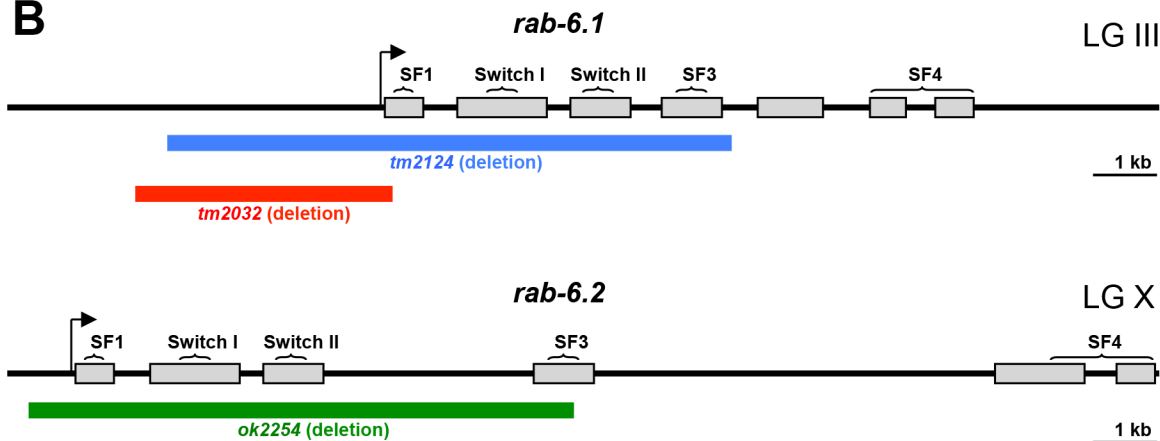 B
rab-6.1
LG III
SF1 Switch I Switch II SF3 SF4
tm2124 (deletion)
1 kb
tm2032 (deletion)
rab-6.2
LG X
SF1 Switch I Switch II SF3 SF4
ok2254 (deletion)
1 kb